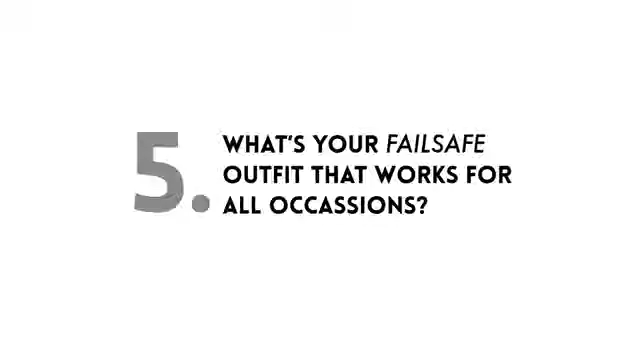 5. WHAT'S YOUR FAILSAFE
OUTFIT THAT WORKS FOR
ALL OCCASSIONS?